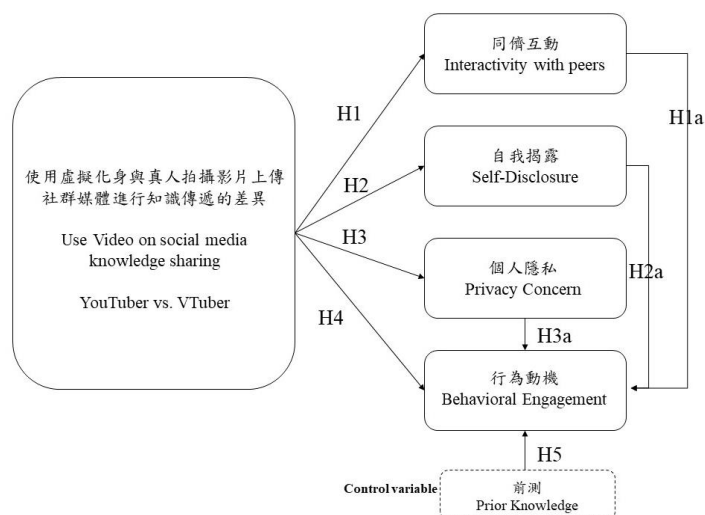 使用虛擬化身與真人拍攝影片上傳
社群媒體進行知識傳遞的差異
Use Video on social media
knowledge sharing
YouTuber vs. VTuber
H1
H2
H3
H4
同儕互動
Interactivity with peers
自我揭露
Self-Disclosure
個人隱私
Privacy Concern
H1a
H2a
H3a
行為動機
Behavioral Engagement
H5
Control variable
前測
Prior Knowledge